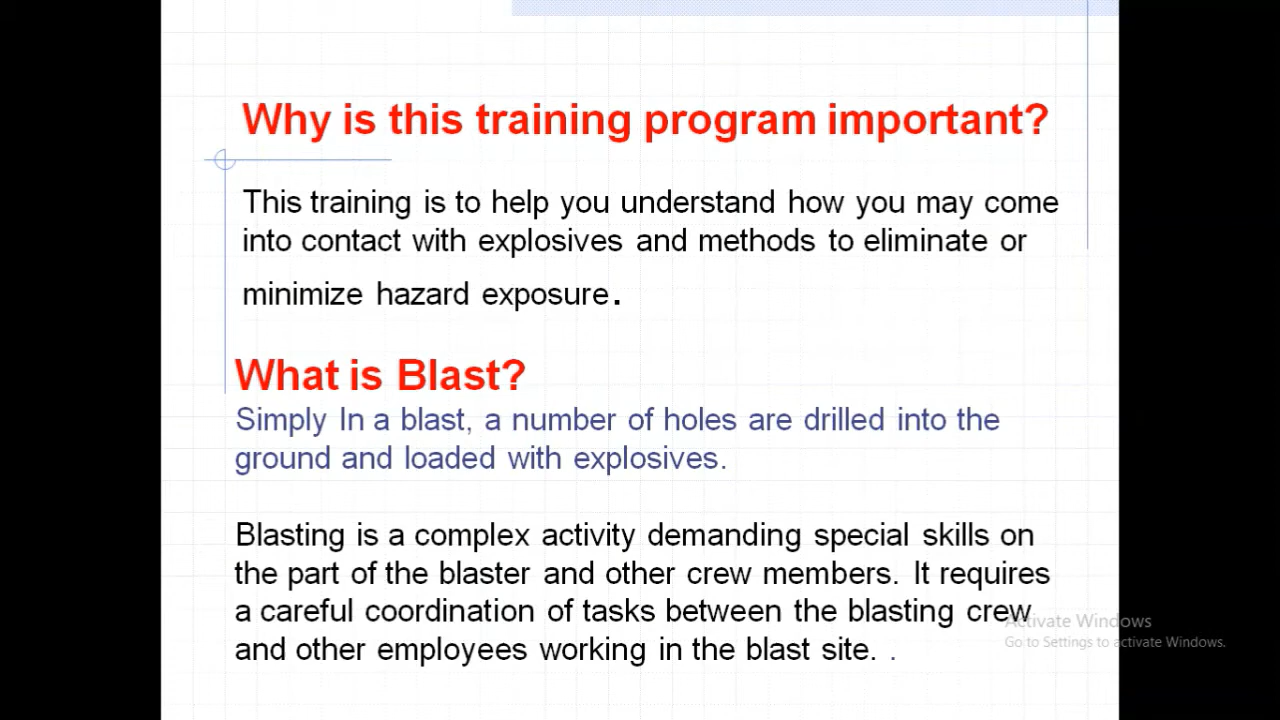 Why is this training program important?
This training is to help you understand how you may come
into contact with explosives and methods to eliminate or
minimize hazard exposure.
What is Blast?
Simply In a blast, a number of holes are drilled into the
ground and loaded with explosives.
Blasting is a complex activity demanding special skills on
the part of the blaster and other crew members. It requires
a careful coordination of tasks between the blasting crew
and other employees working in the blast site. .
Activate Windows
Go to Settings to activate Windows.